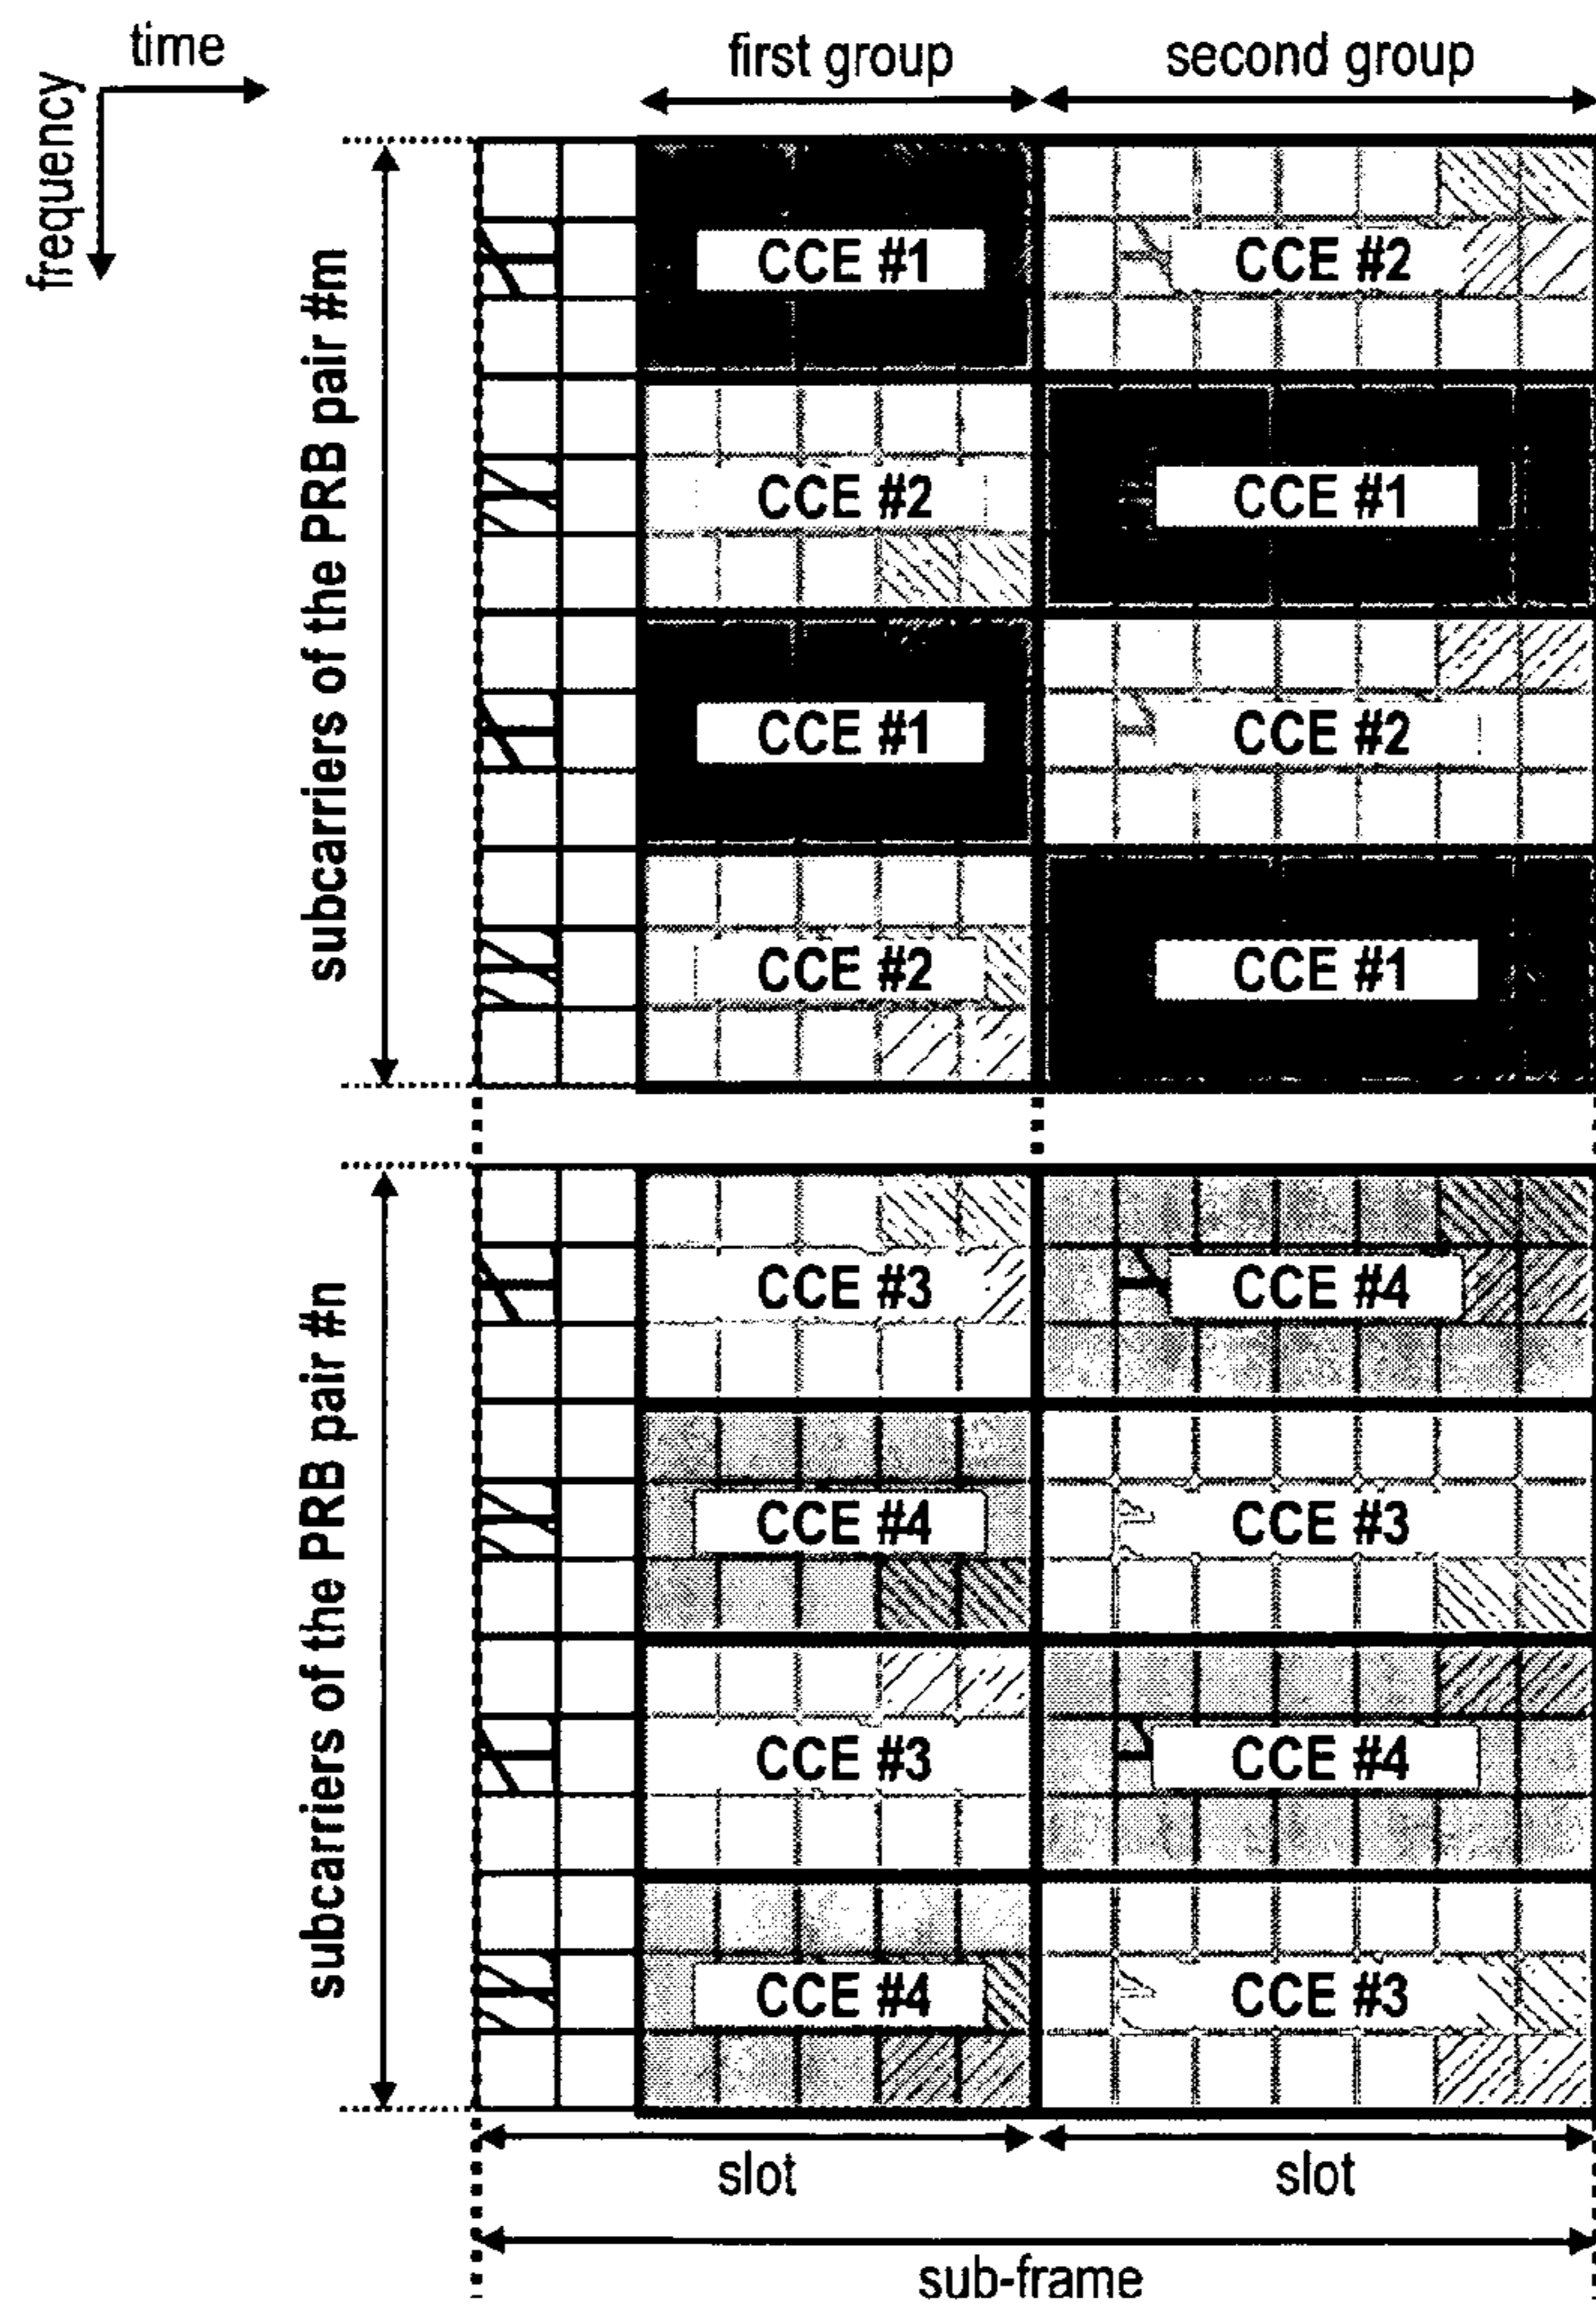 time
frequency
first group
second group
subcarriers of the PRB pair #m
CCE #1
CCE #2
CCE #2
CCE #1
CCE #1
CCE #2
CCE #2
CCE #1
subcarriers of the PRB pair #n
CCE #3
CCE #4
CCE #4
CCE #3
CCE #3
CCE #4
CCE #4
CCE #3
slot
slot
sub-frame